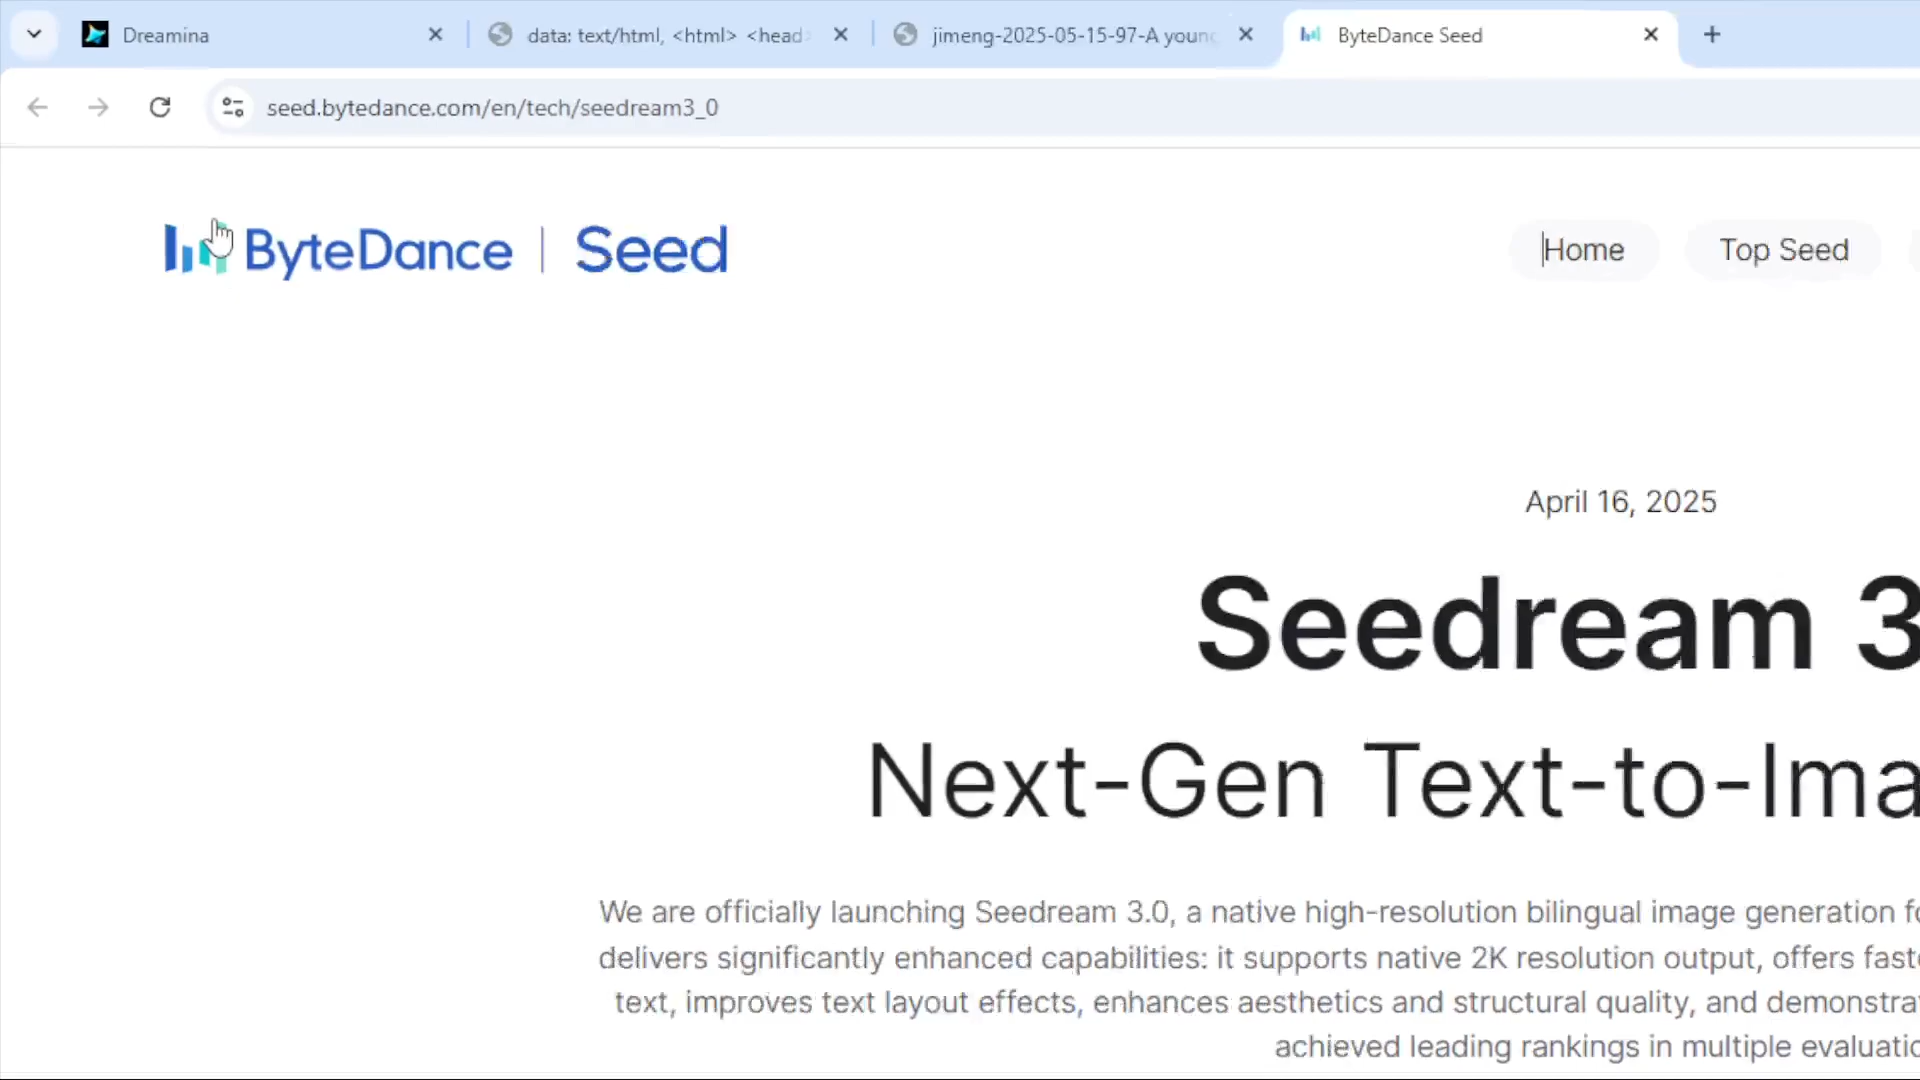 Dreamina
data: text/html, <html> <head>
jimeng-2025-05-15-97-A young
ByteDance Seed
seed.bytedance.com/en/tech/seedream3_0
ByteDance | Seed
Home
Top Seed
April 16, 2025
Seedream 3
Next-Gen Text-to-Ima
We are officially launching Seedream 3.0, a native high-resolution bilingual image generation fo
delivers significantly enhanced capabilities: it supports native 2K resolution output, offers faste
text, improves text layout effects, enhances aesthetics and structural quality, and demonstra
achieved leading rankings in multiple evaluatio